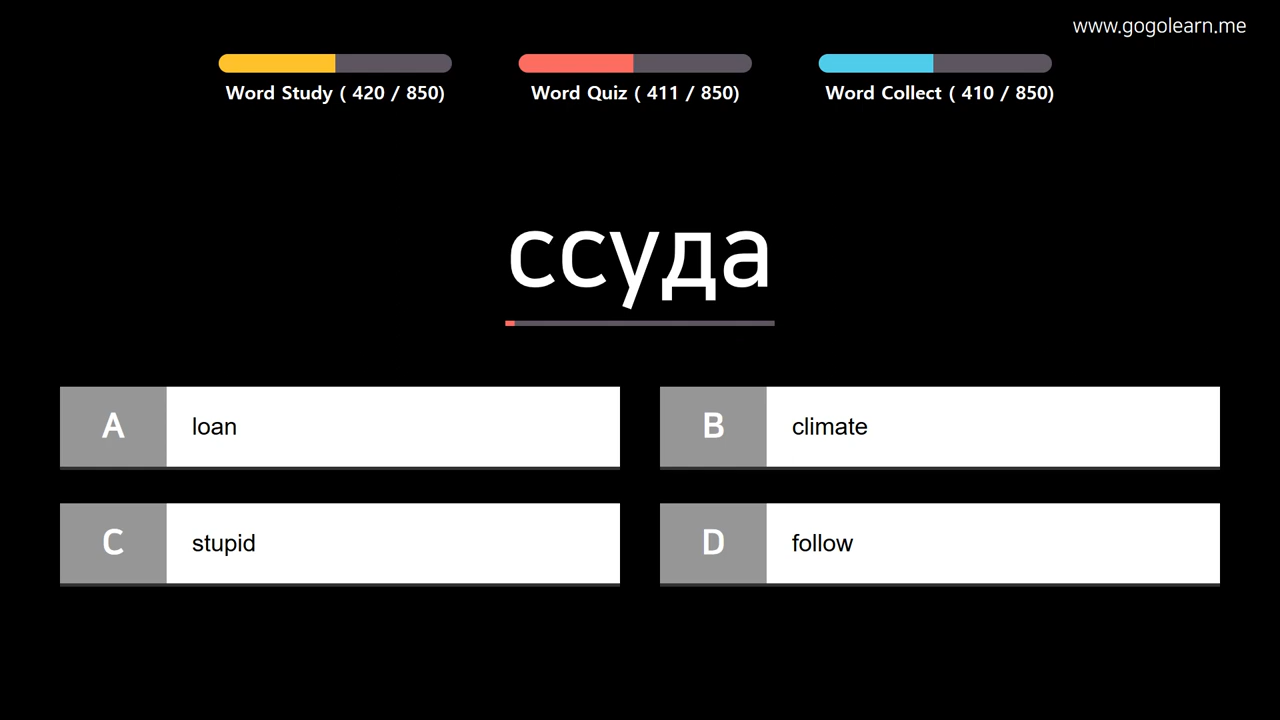 www.gogolearn.me
Word Study ( 420 / 850)
Word Quiz ( 411 / 850)
Word Collect ( 410 / 850)
ссуда
A loan
B climate
C stupid
D follow